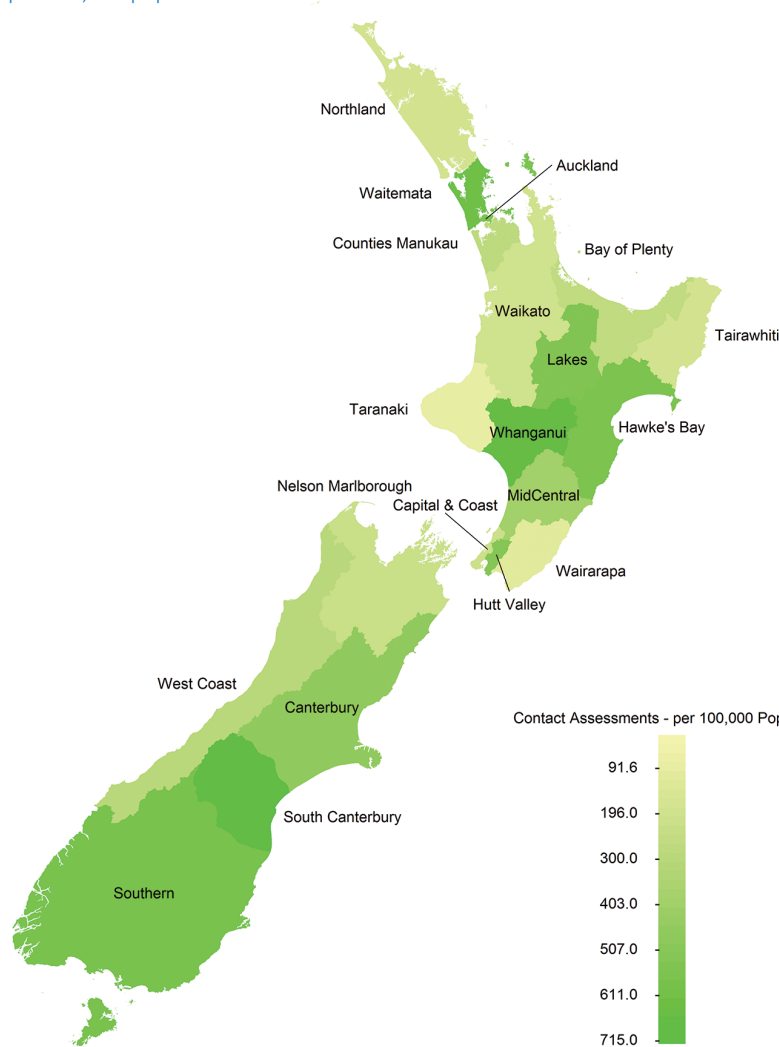 Northland
Auckland
Waitemata
Counties Manukau
Bay of Plenty
Waikato
Tairawhiti
Lakes
Taranaki
Whanganui
Hawke's Bay
Nelson Marlborough
MidCentral
Capital & Coast
Wairarapa
Hutt Valley
West Coast
Canterbury
Contact Assessments - per 100,000 Pop
91.6
196.0
South Canterbury
300.0
Southern
403.0
507.0
611.0
715.0